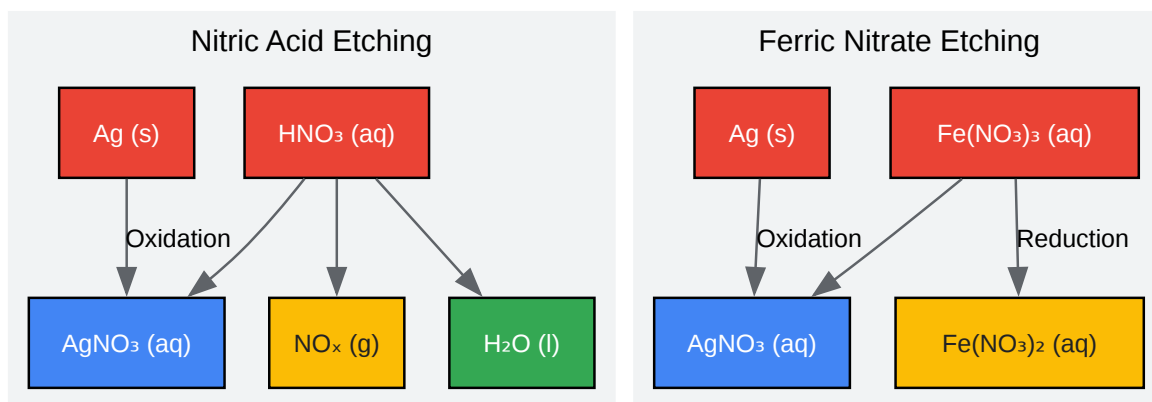 Nitric Acid Etching
Ag (s)
HNO₃ (aq)
Oxidation
AgNO₃ (aq)
NOₓ (g)
H₂O (l)
Ferric Nitrate Etching
Ag (s)
Fe(NO₃)₃ (aq)
Oxidation
Reduction
AgNO₃ (aq)
Fe(NO₃)₂ (aq)